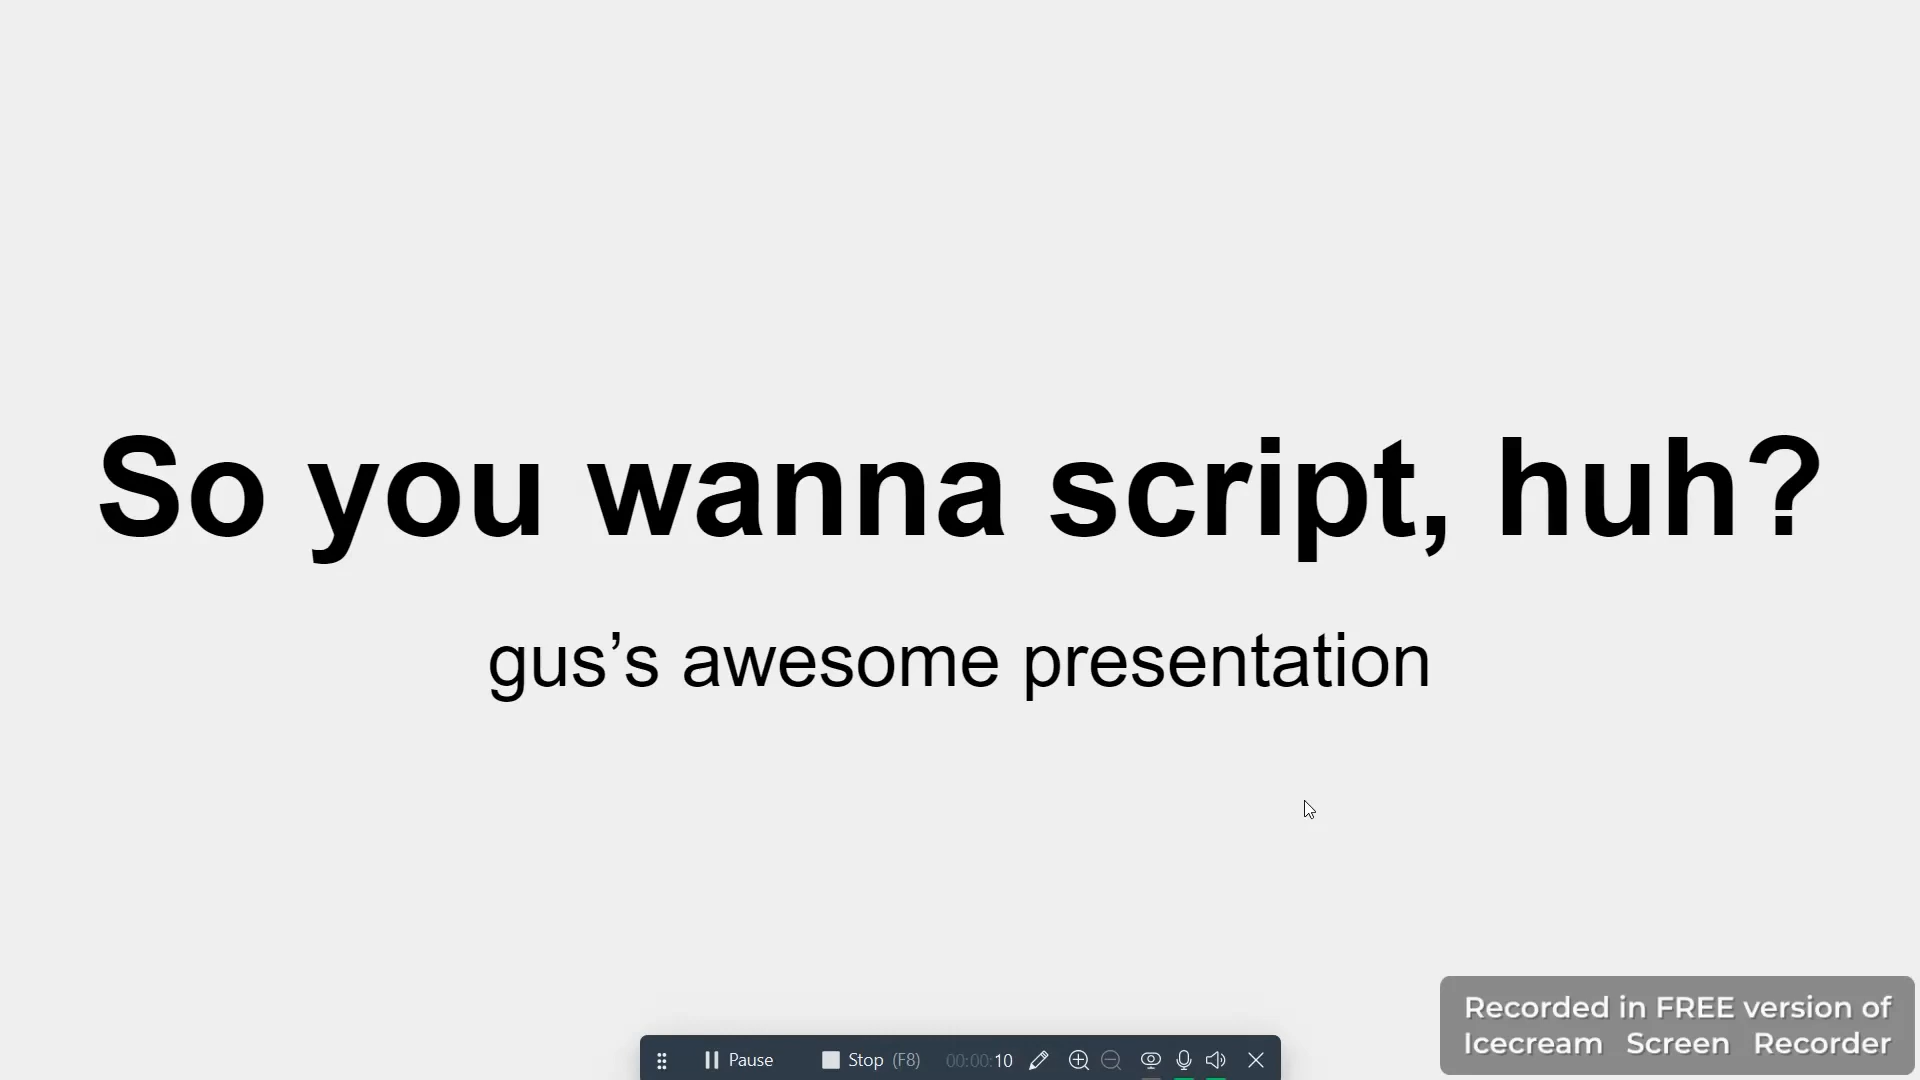 So you wanna script, huh?
gus’s awesome presentation
Recorded in FREE version of
Icecream Screen Recorder
Pause Stop (F8) 00:00:10